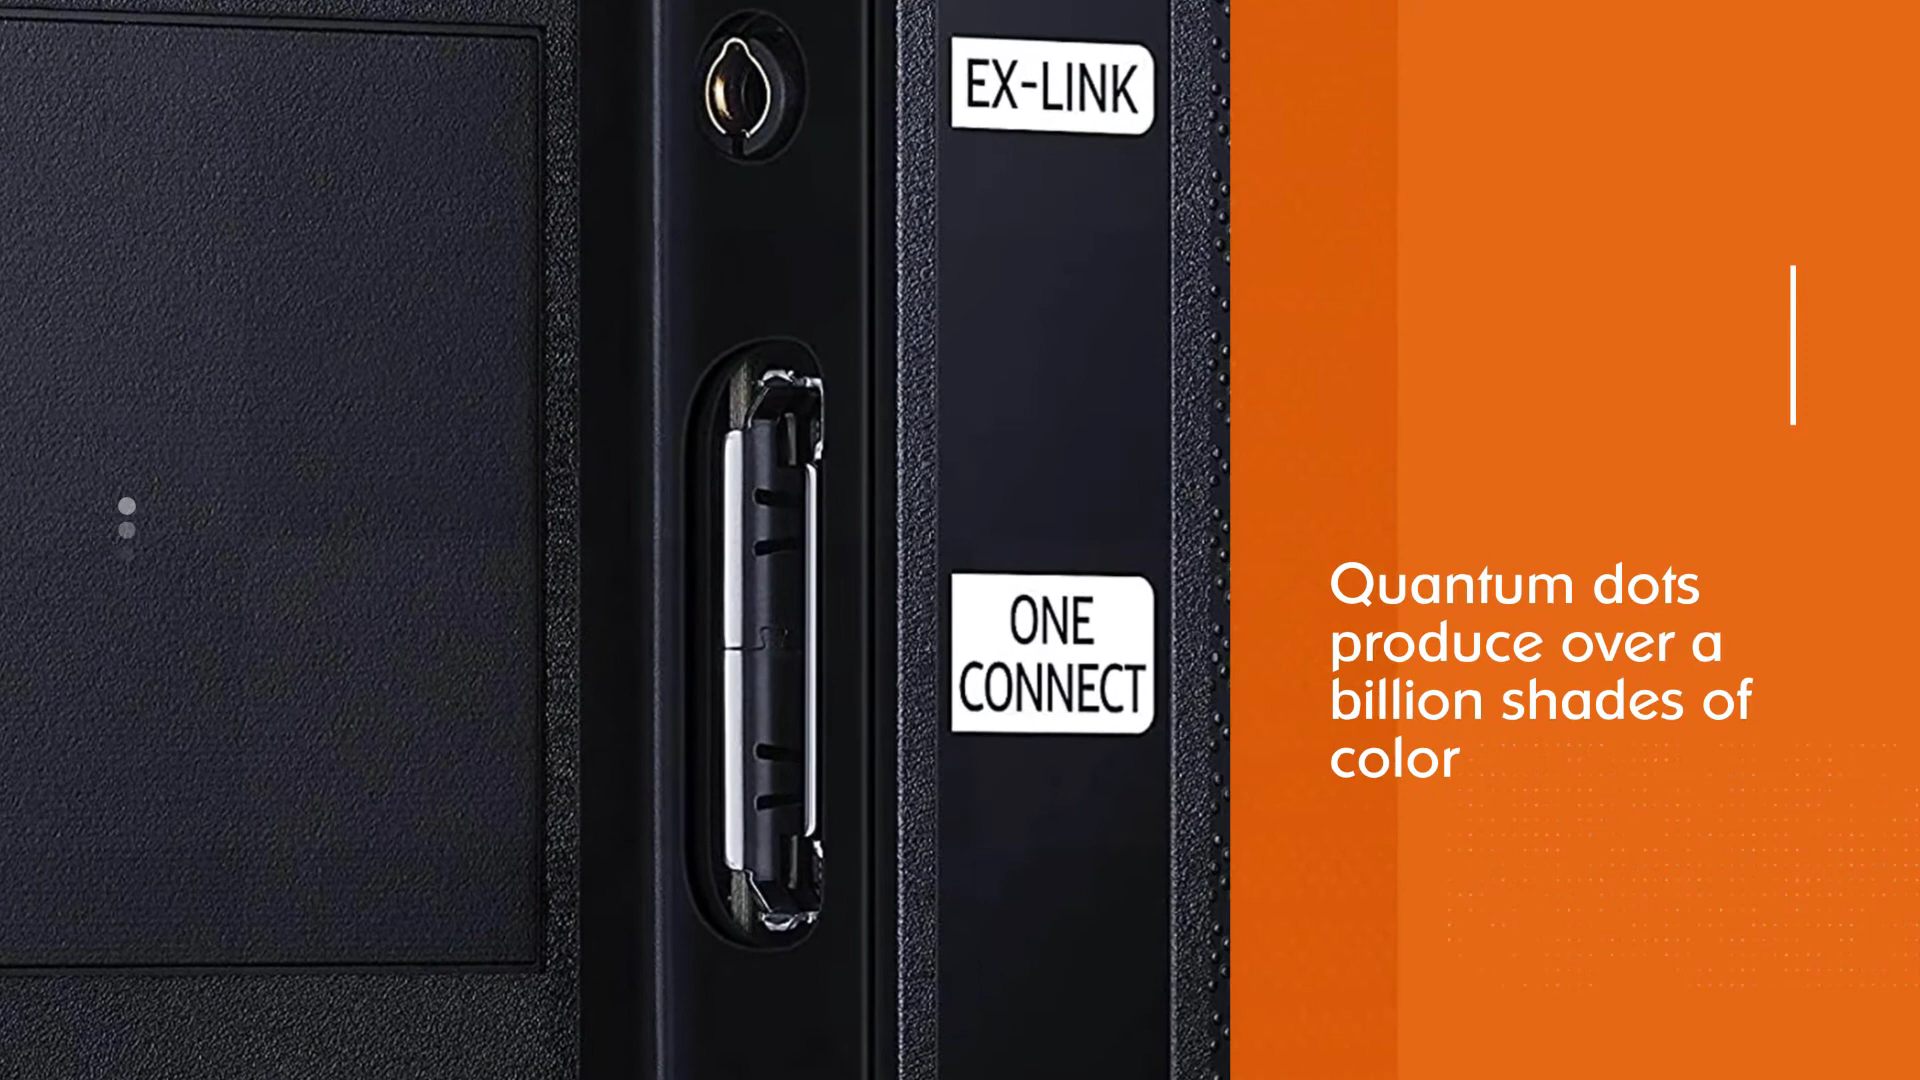 EX-LINK
ONE
CONNECT
Quantum dots
produce over a
billion shades of
color